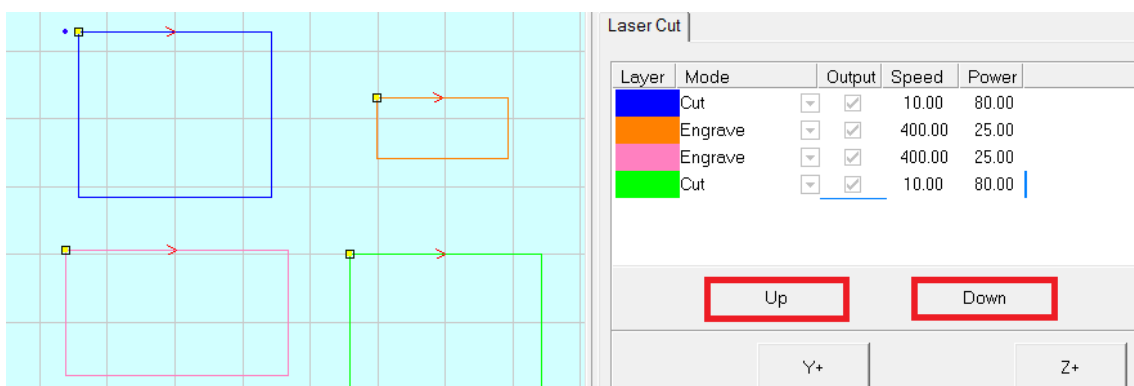 Laser Cut
Layer Mode Output Speed Power
Cut 10.00 80.00
Engrave 400.00 25.00
Engrave 400.00 25.00
Cut 10.00 80.00
Up Down
Y+ Z+